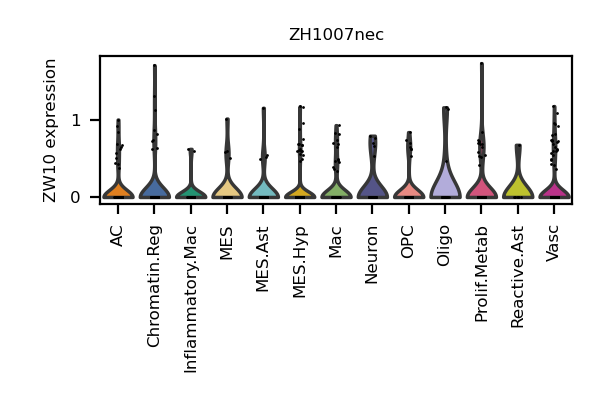 ZH1007nec
ZW10 expression
1
0
AC
Chromatin.Reg
Inflammatory.Mac
MES
MES.Ast
MES.Hyp
Mac
Neuron
OPC
Oligo
Prolif.Metab
Reactive.Ast
Vasc